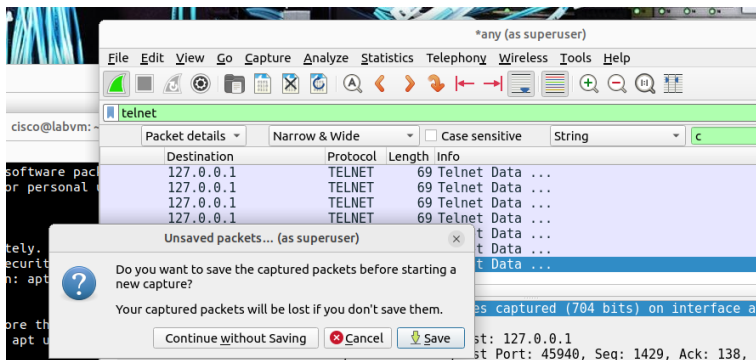 *any (as superuser)
File Edit View Go Capture Analyze Statistics Telephony Wireless Tools Help
telnet
cisco@labvm: ~
Packet details Narrow & Wide Case sensitive String c
Destination Protocol Length Info
software pack
127.0.0.1 TELNET 69 Telnet Data ...
or personal u
127.0.0.1 TELNET 69 Telnet Data ...
127.0.0.1 TELNET 69 Telnet Data ...
127.0.0.1 TELNET 69 Telnet Data ...
t Data ...
t Data ...
t Data ...
Unsaved packets... (as superuser)
tely.
ecurit
n: apt
Do you want to save the captured packets before starting a
new capture?
Your captured packets will be lost if you don't save them.
es captured (704 bits) on interface a
ore th
apt u
Continue without Saving Cancel Save
st: 127.0.0.1
st Port: 45940, Seq: 1429, Ack: 138,